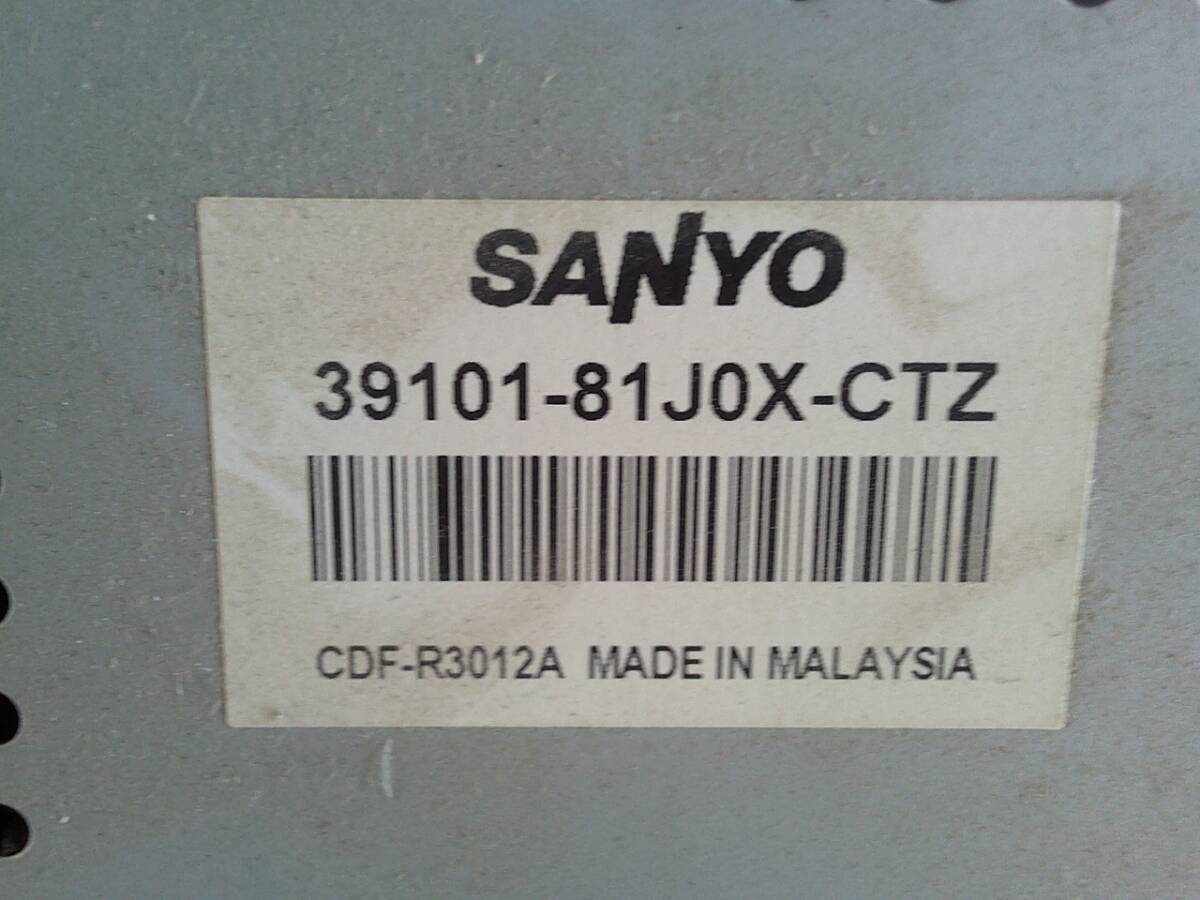 SANYO
39101-81J0X-CTZ
CDF-R3012A MADE IN MALAYSIA